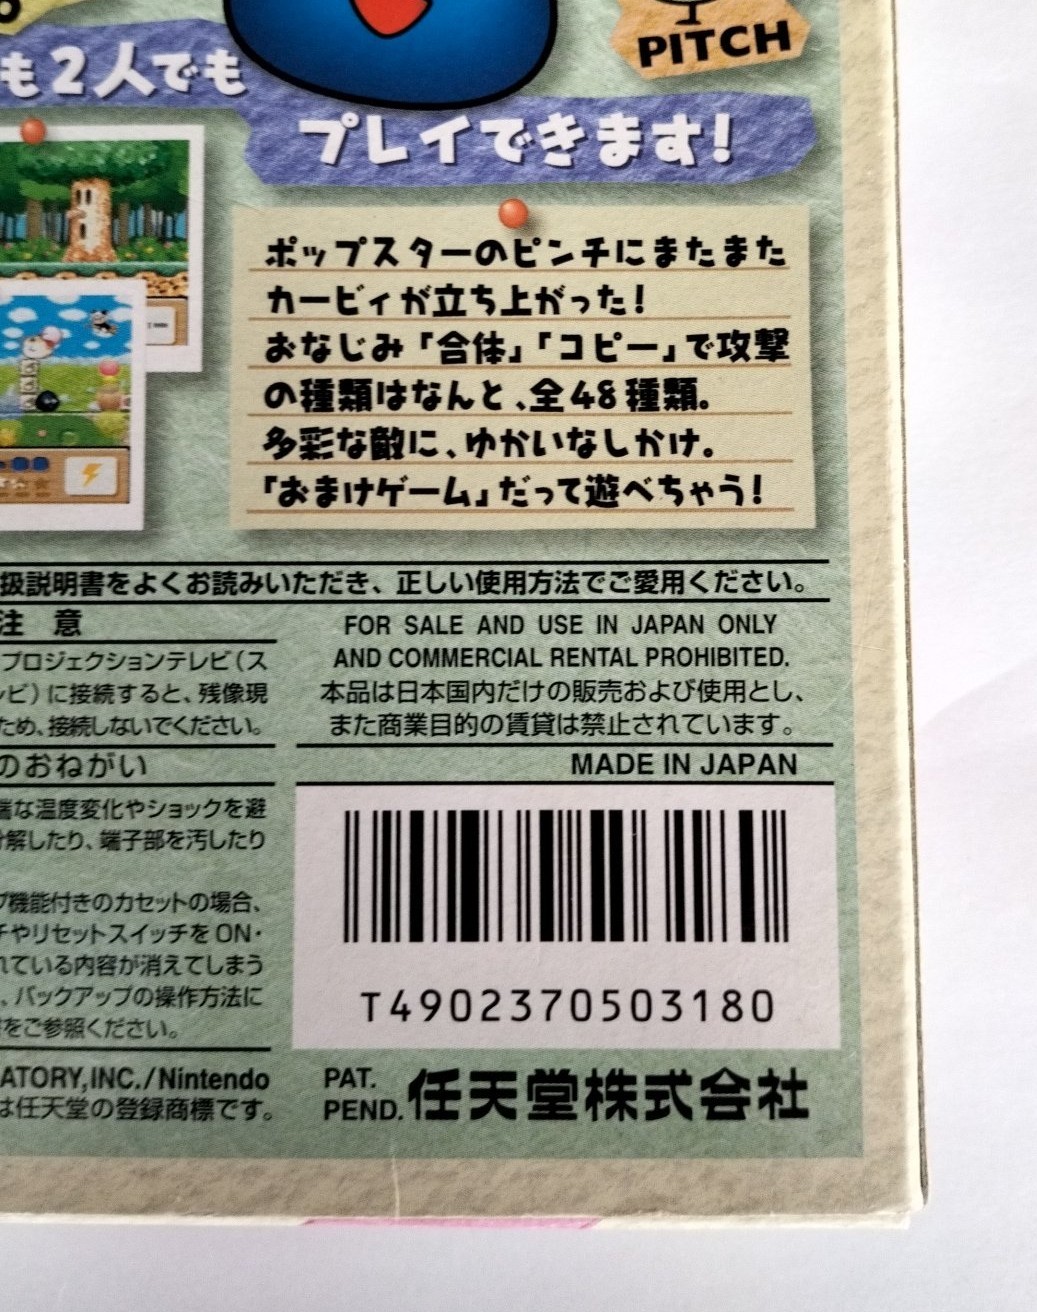 PITCH
も2人でも
プレイできます!
ポップスターのピンチにまたまた
カービィが立ち上がった!
おなじみ「合体」「コピー」で攻撃
の種類はなんと、全48種類。
多彩な敵に、ゆかいなしかけ。
「おまけゲーム」だって遊べちゃう!
扱説明書をよくお読みいただき、正しい使用方法でご愛用ください。
注 意
プロジェクションテレビ(ス
レビ)に接続すると、残像現
ため、接続しないでください。
のおねがい
端な温度変化やショックを避
分解したり、端子部を汚したり
プ機能付きのカセットの場合、
チやリセットスイッチをON・
れている内容が消えてしまう
、バックアップの操作方法に
書をご参照ください。
ATORY,INC./Nintendo
は任天堂の登録商標です。
FOR SALE AND USE IN JAPAN ONLY
AND COMMERCIAL RENTAL PROHIBITED.
本品は日本国内だけの販売および使用とし、
また商業目的の賃貸は禁止されています。
MADE IN JAPAN
T4902370503180
PAT.
PEND.任天堂株式会社